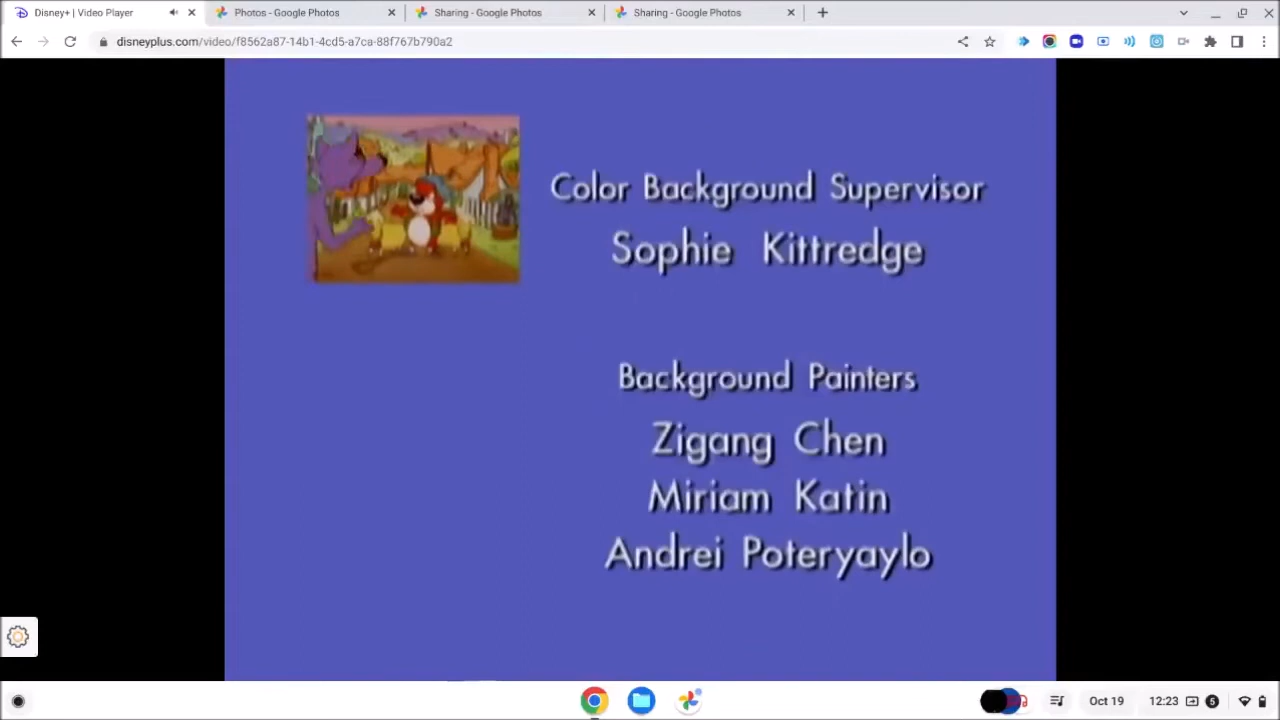 Disney+ | Video Player
Photos - Google Photos
Sharing - Google Photos
Sharing - Google Photos
disneyplus.com/video/f8562a87-14b1-4cd5-a7ca-88f767b790a2
Color Background Supervisor
Sophie Kittredge
Background Painters
Zigang Chen
Miriam Katin
Andrei Poteryaylo
Oct 19
12:23
5